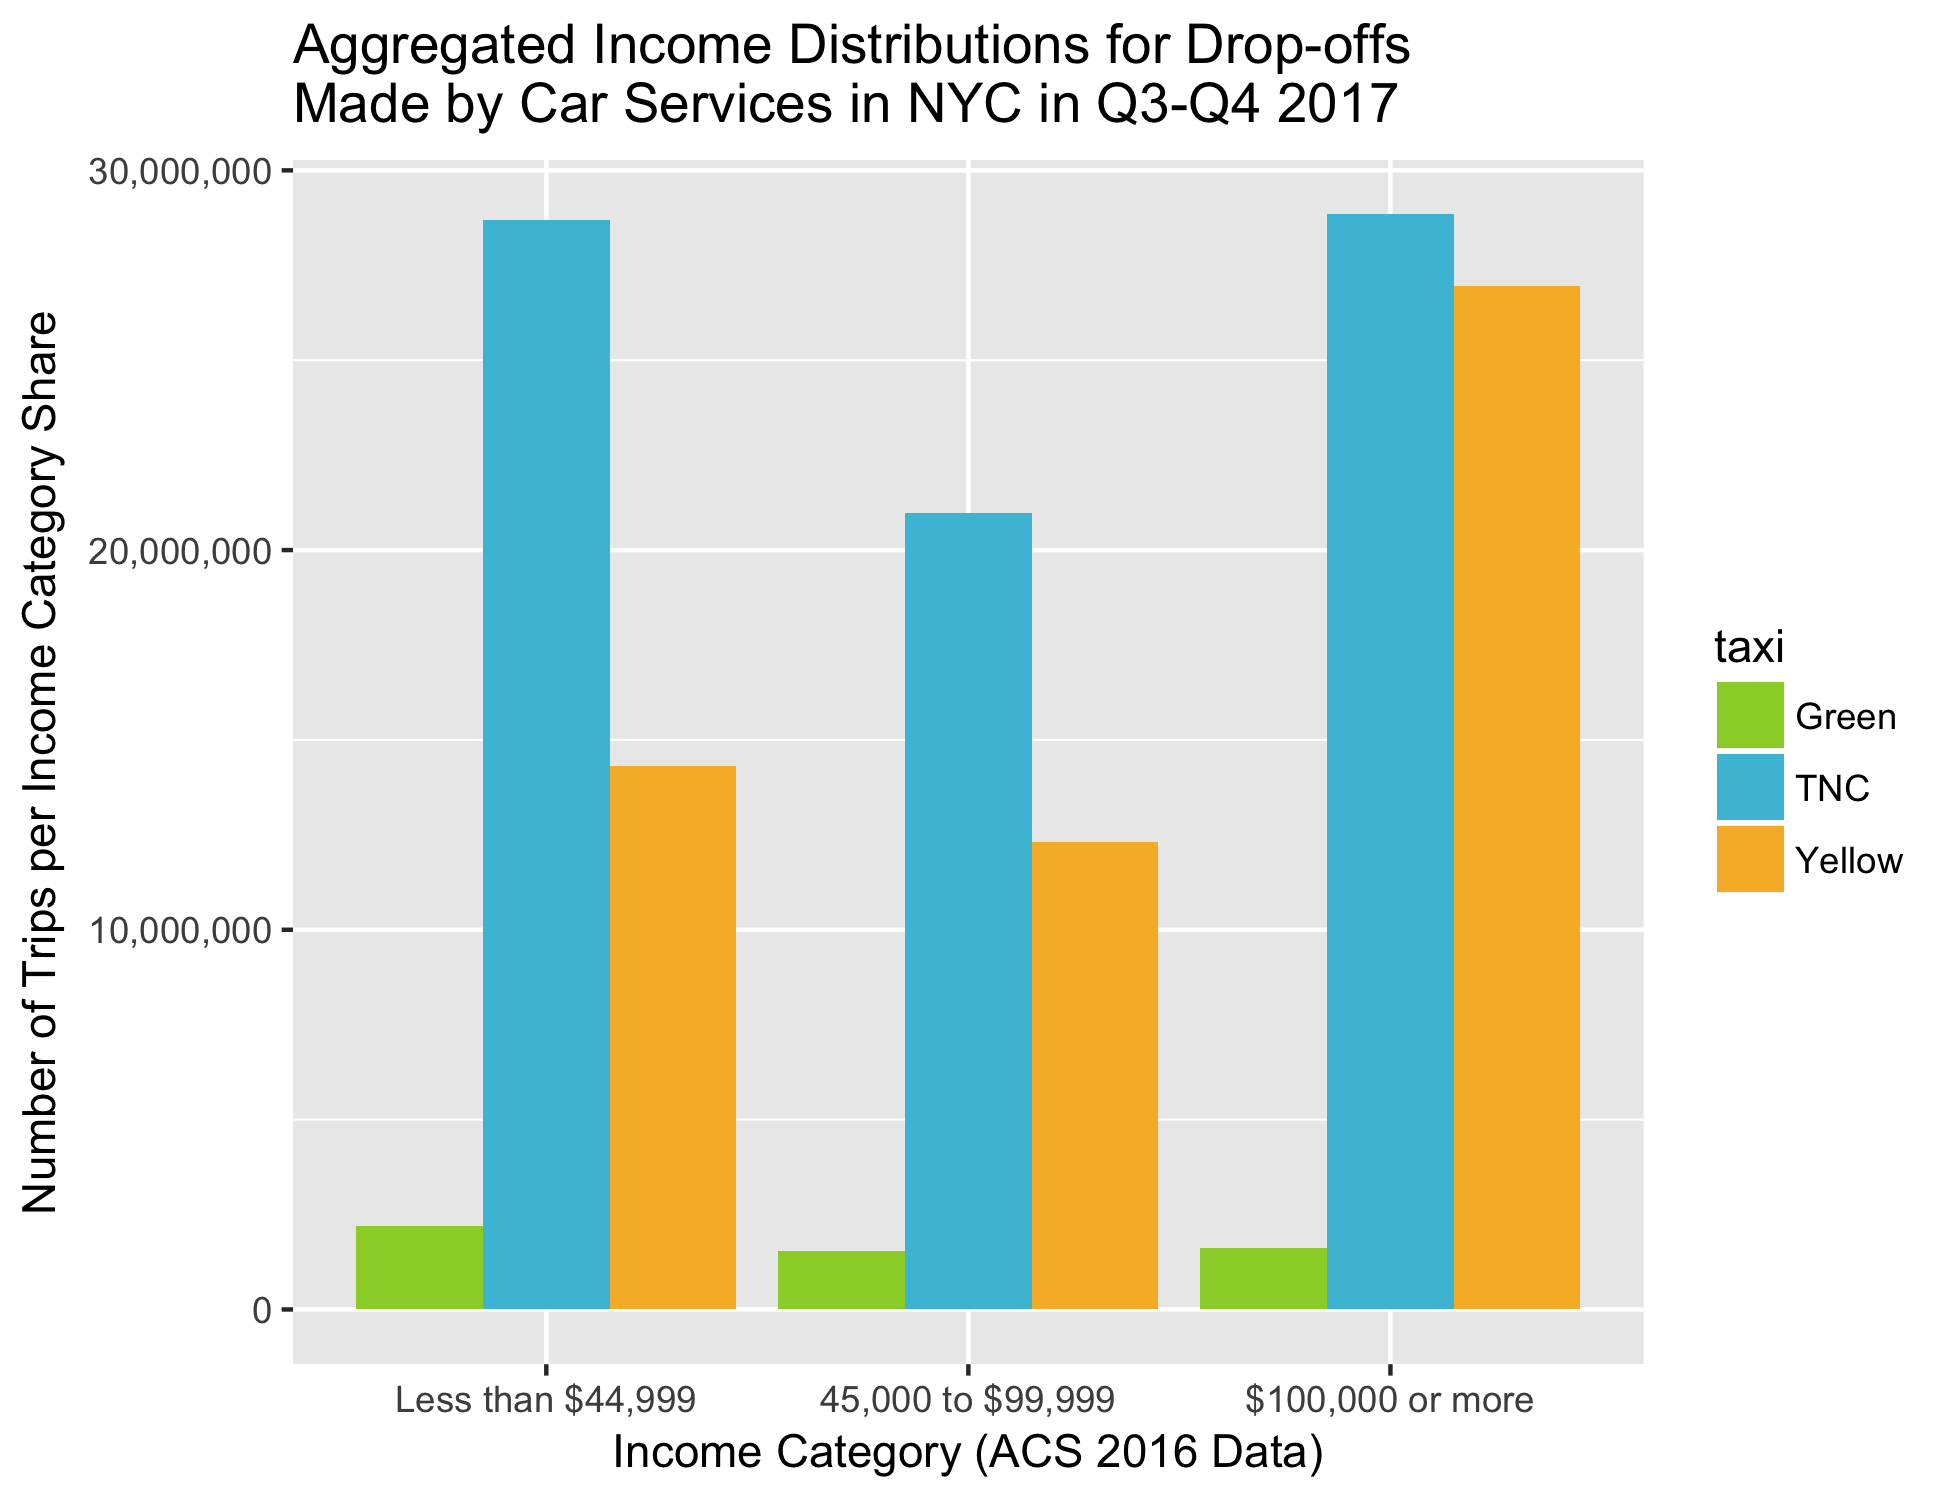 Aggregated Income Distributions for Drop-offs
Made by Car Services in NYC in Q3-Q4 2017
Number of Trips per Income Category Share
30,000,000
20,000,000
10,000,000
0
Less than $44,999
45,000 to $99,999
$100,000 or more
Income Category (ACS 2016 Data)
taxi
Green
TNC
Yellow